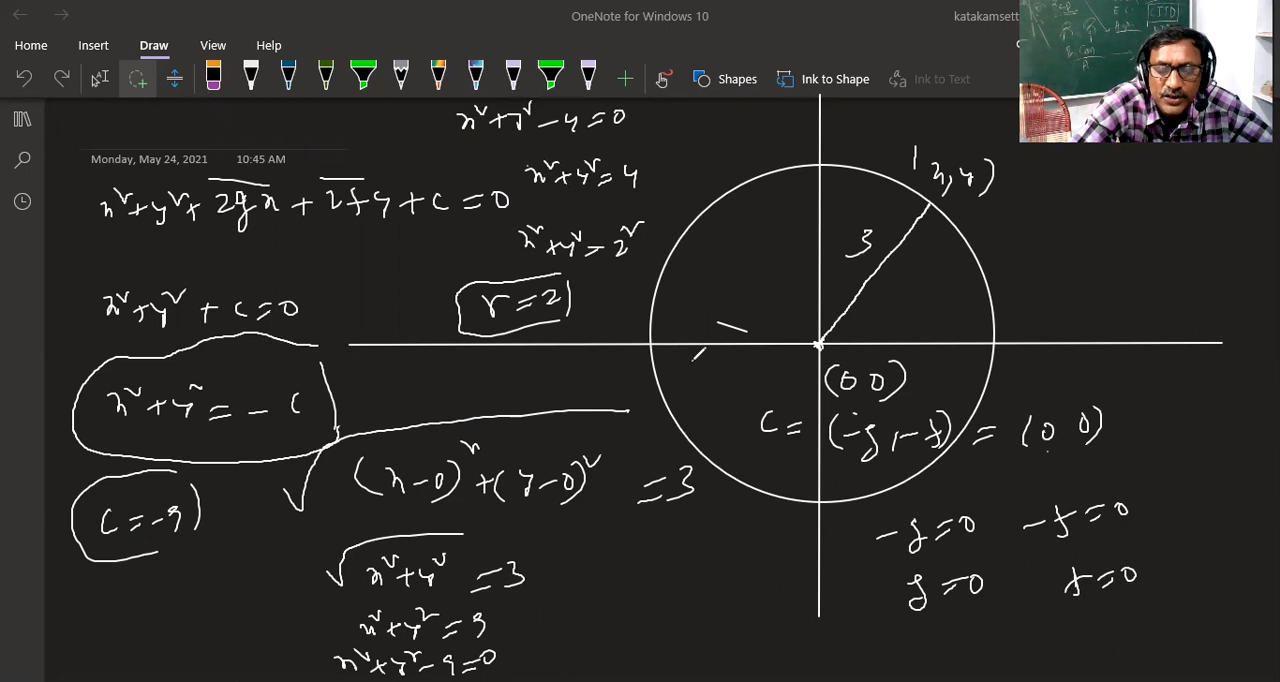 OneNote for Windows 10
katakamsett
Home Insert Draw View Help
Shapes Ink to Shape Ink to Text
Monday, May 24, 2021 10:45 AM
x² + y² + 2gx + 2fy + c = 0
x² + y² + c = 0
x² + y² = - c
c = -9
x² + y² - 4 = 0
x² + y² = 4
x² + y² = 2²
r = 2
√(x-0)² + (y-0)² = 3
√x² + y² = 3
x² + y² = 9
x² + y² - 9 = 0
(x, y)
3
(0 0)
C = (-g, -f) = (0 0)
-g = 0 -f = 0
g = 0 f = 0